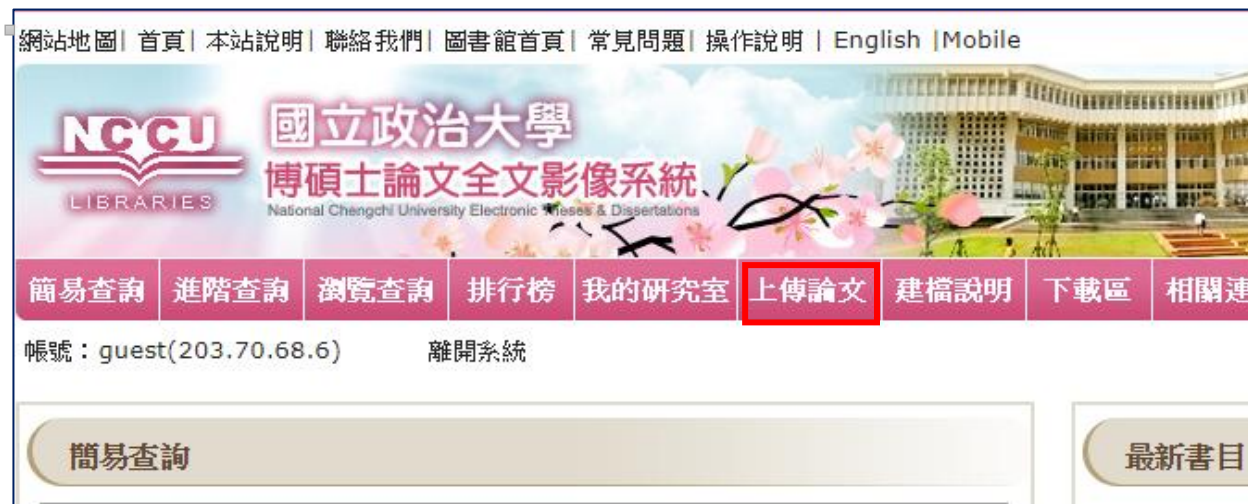 網站地圖| 首頁| 本站說明| 聯絡我們| 圖書館首頁| 常見問題| 操作說明 | English |Mobile
NCCU
LIBRARIES
國立政治大學
博碩士論文全文影像系統
National Chengchi University Electronic Theses & Dissertations
簡易查詢 進階查詢 瀏覽查詢 排行榜 我的研究室 上傳論文 建檔說明 下載區 相關連
帳號：guest(203.70.68.6) 離開系統
簡易查詢
最新書目